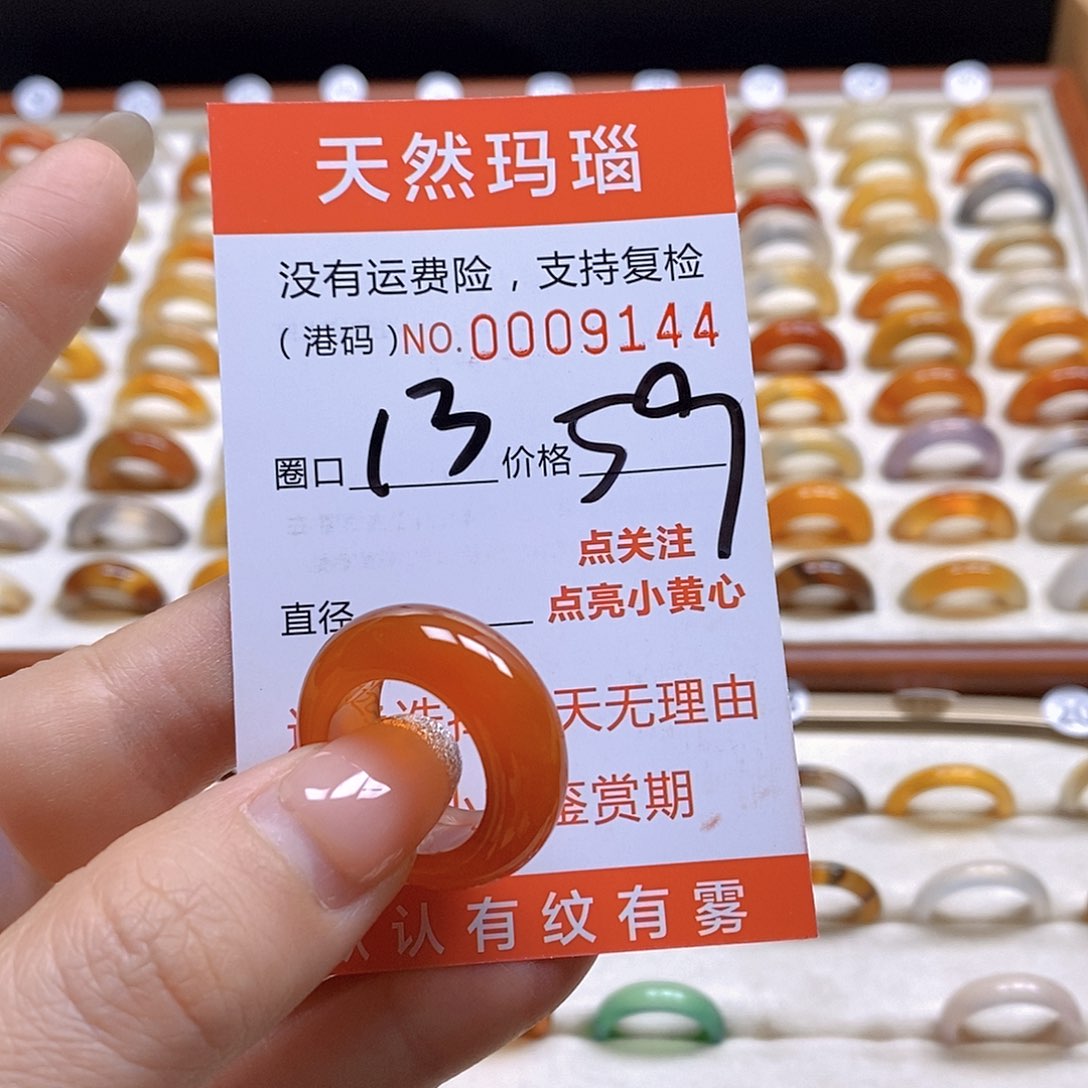 天然玛瑙
没有运费险，支持复检
（港码）NO.0009144
圈口 13 价格 59
点关注
直径 点亮小黄心
天无理由
鉴赏期
认有纹有雾